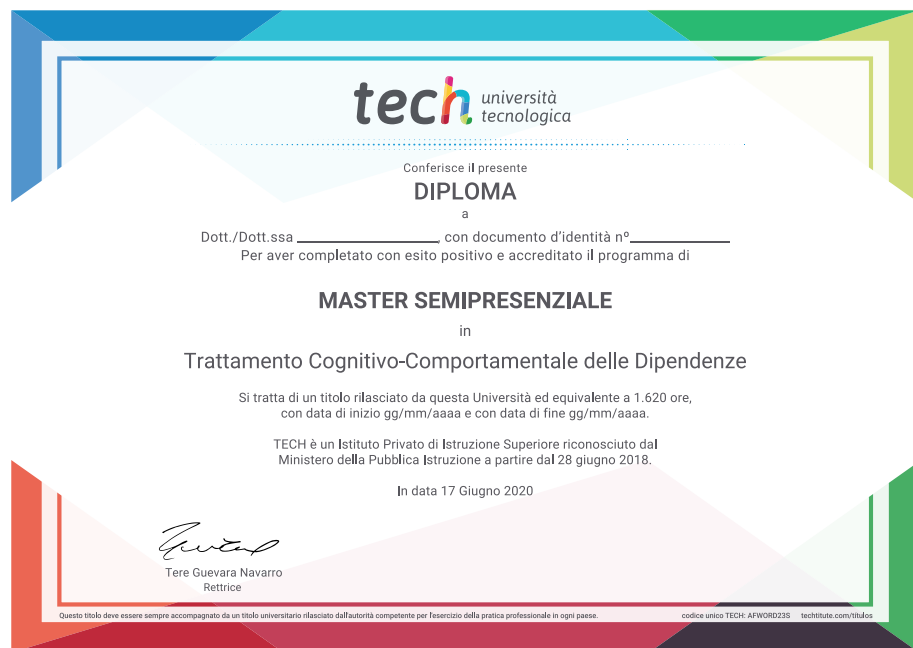 tech università
tecnologica
Conferisce il presente
DIPLOMA
a
Dott./Dott.ssa ____________________, con documento d'identità nº______________
Per aver completato con esito positivo e accreditato il programma di
MASTER SEMIPRESENZIALE
in
Trattamento Cognitivo-Comportamentale delle Dipendenze
Si tratta di un titolo rilasciato da questa Università ed equivalente a 1.620 ore,
con data di inizio gg/mm/aaaa e con data di fine gg/mm/aaaa.
TECH è un Istituto Privato di Istruzione Superiore riconosciuto dal
Ministero della Pubblica Istruzione a partire dal 28 giugno 2018.
In data 17 Giugno 2020
Tere Guevara Navarro
Rettrice
Questo titolo deve essere sempre accompagnato da un titolo universitario rilasciato dall'autorità competente per l'esercizio della pratica professionale in ogni paese. codice unico TECH: AFWORD23S techtitute.com/titulos